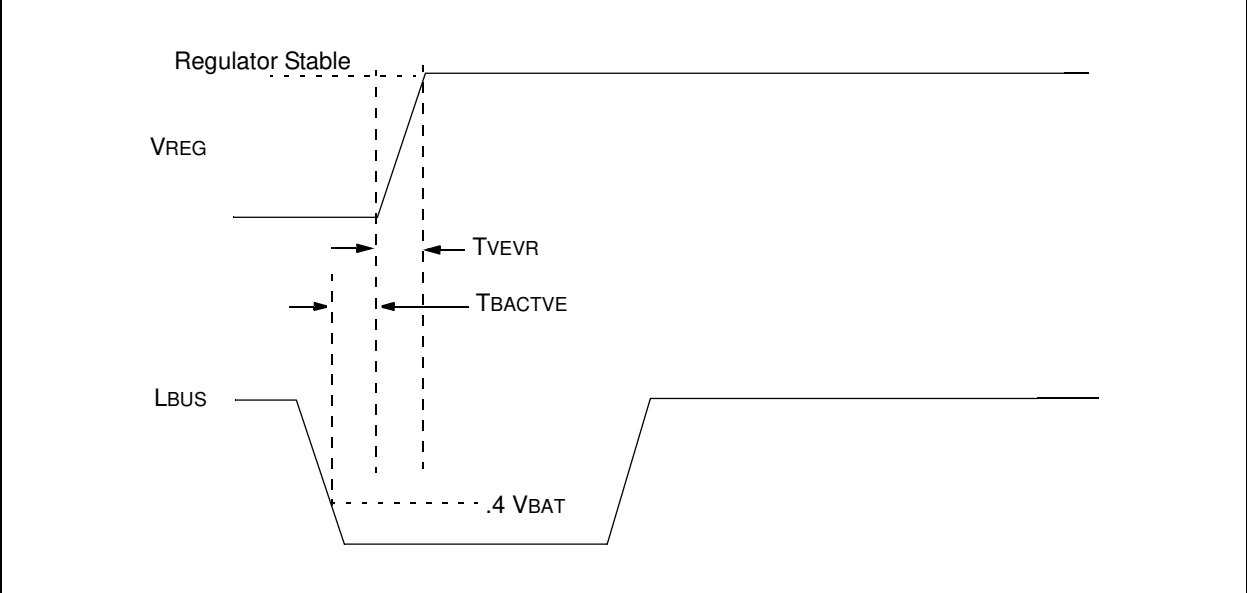 Regulator Stable
VREG
TVEVR
TBACTVE
LBUS
.4 VBAT